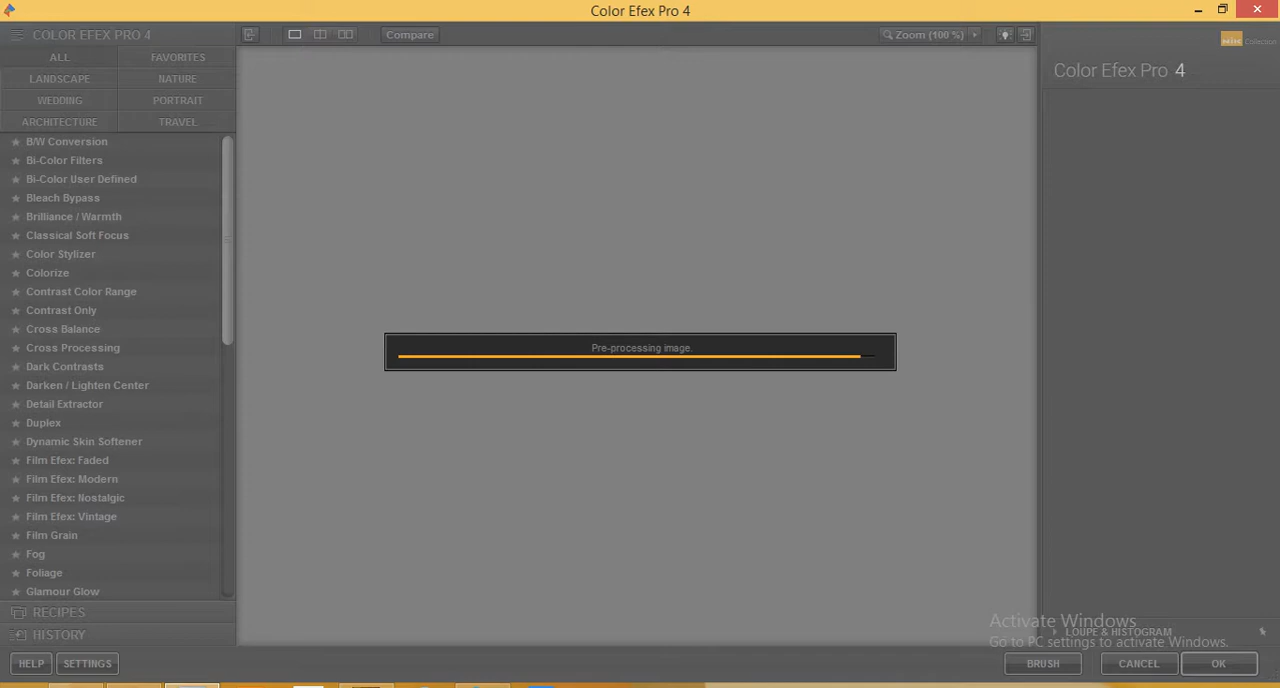 Color Efex Pro 4
COLOR EFEX PRO 4
Compare
Zoom (100 %)
Collection
ALL
FAVORITES
LANDSCAPE
NATURE
WEDDING
PORTRAIT
ARCHITECTURE
TRAVEL
Color Efex Pro 4
B/W Conversion
Bi-Color Filters
Bi-Color User Defined
Bleach Bypass
Brilliance / Warmth
Classical Soft Focus
Color Stylizer
Colorize
Contrast Color Range
Contrast Only
Cross Balance
Cross Processing
Dark Contrasts
Darken / Lighten Center
Detail Extractor
Duplex
Dynamic Skin Softener
Film Efex: Faded
Film Efex: Modern
Film Efex: Nostalgic
Film Efex: Vintage
Film Grain
Fog
Foliage
Glamour Glow
Pre-processing image.
RECIPES
HISTORY
HELP
SETTINGS
Activate Windows
LOUPE & HISTOGRAM
Go to PC settings to activate Windows.
BRUSH
CANCEL
OK